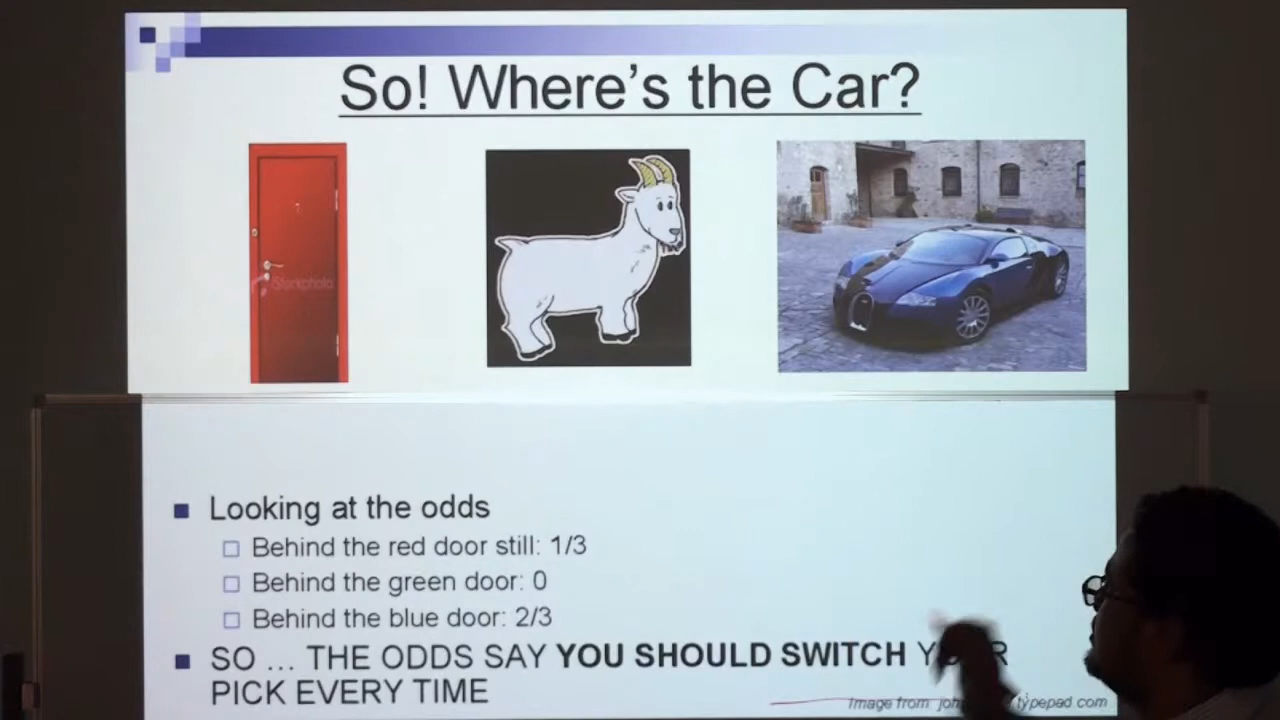 So! Where's the Car?
iStockphoto
Looking at the odds
Behind the red door still: 1/3
Behind the green door: 0
Behind the blue door: 2/3
SO ... THE ODDS SAY YOU SHOULD SWITCH
PICK EVERY TIME
Image from: typepad.com